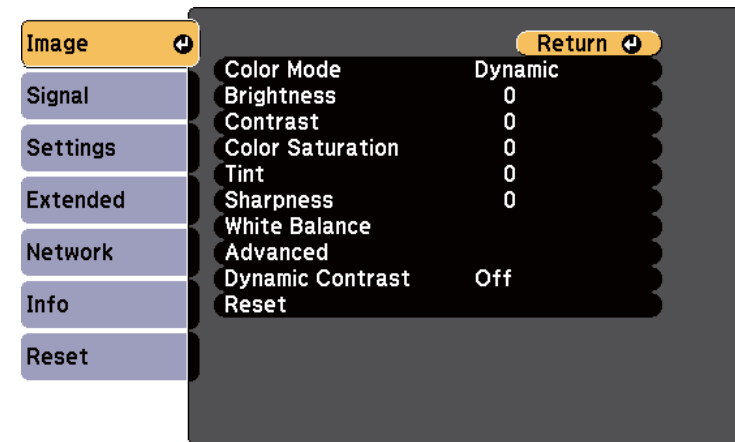 Image
Signal
Settings
Extended
Network
Info
Reset
Return
Color Mode Dynamic
Brightness 0
Contrast 0
Color Saturation 0
Tint 0
Sharpness 0
White Balance
Advanced
Dynamic Contrast Off
Reset